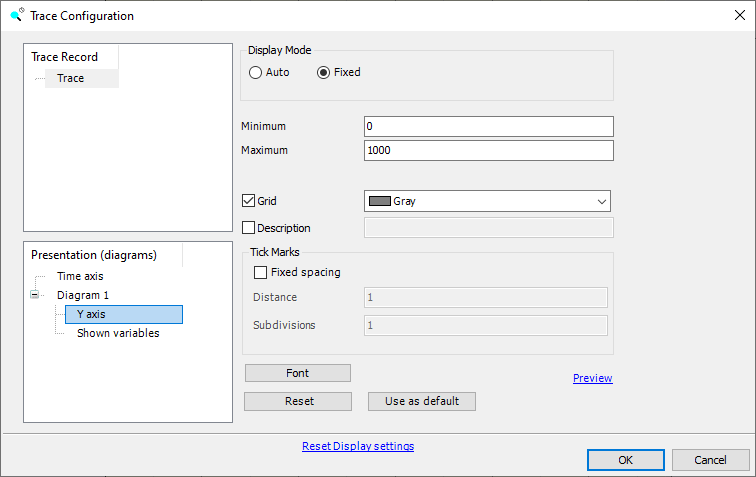 Trace Configuration
Trace Record
Trace
Display Mode
Auto
Fixed
Minimum
0
Maximum
1000
Grid
Gray
Description
Presentation (diagrams)
Time axis
Diagram 1
Y axis
Shown variables
Tick Marks
Fixed spacing
Distance
1
Subdivisions
1
Font
Preview
Reset
Use as default
Reset Display settings
OK
Cancel